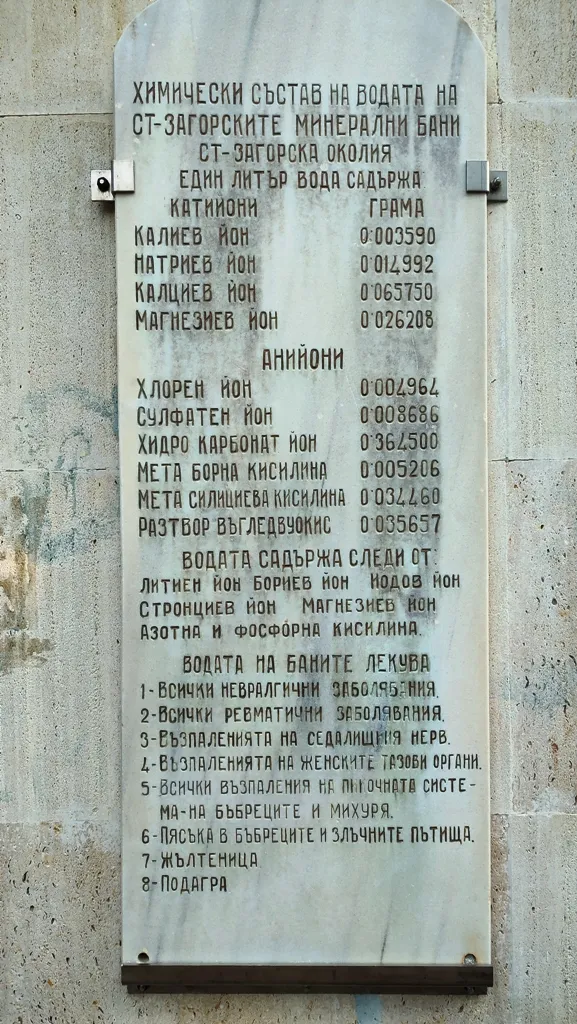 ХИМИЧЕСКИ СЪСТАВ НА ВОДАТА НА
СТ-ЗАГОРСКИТЕ МИНЕРАЛНИ БАНИ
СТ-ЗАГОРСКА ОКОЛИЯ
ЕДИН ЛИТЪР ВОДА САДЪРЖА
КАТИЙОНИ ГРАМА
КАЛИЕВ ЙОН 0·003590
НАТРИЕВ ЙОН 0·014992
КАЛЦИЕВ ЙОН 0·065750
МАГНЕЗИЕВ ЙОН 0·026208
АНИЙОНИ
ХЛОРЕН ЙОН 0·004964
СУЛФАТЕН ЙОН 0·008686
ХИДРО КАРБОНАТ ЙОН 0·364500
МЕТА БОРНА КИСИЛИНА 0·005206
МЕТА СИЛИЦИЕВА КИСИЛИНА 0·034460
РАЗТВОР ВЪГЛЕДВУОКИС 0·035657
ВОДАТА САДЪРЖА СЛЕДИ ОТ:
ЛИТИЕН ЙОН БОРИЕВ ЙОН ИОДОВ ЙОН
СТРОНЦИЕВ ЙОН МАГНЕЗИЕВ ЙОН
АЗОТНА И ФОСФОРНА КИСИЛИНА.
ВОДАТА НА БАНИТЕ ЛЕКУВА
1-ВСИЧКИ НЕВРАЛГИЧНИ ЗАБОЛЯВАНИЯ.
2-ВСИЧКИ РЕВМАТИЧНИ ЗАБОЛЯВАНИЯ.
3-ВЪЗПАЛЕНИЯТА НА СЕДАЛИЩНИЯ НЕРВ.
4-ВЪЗПАЛЕНИЯТА НА ЖЕНСКИТЕ ТАЗОВИ ОРГАНИ.
5-ВСИЧКИ ВЪЗПАЛЕНИЯ НА ПИКОЧНАТА СИСТЕ-
МА-НА БЪБРЕЦИТЕ И МИХУРЯ.
6-ПЯСЪКА В БЪБРЕЦИТЕ И ЗЛЪЧНИТЕ ПЪТИЩА.
7-ЖЪЛТЕНИЦА
8-ПОДАГРА